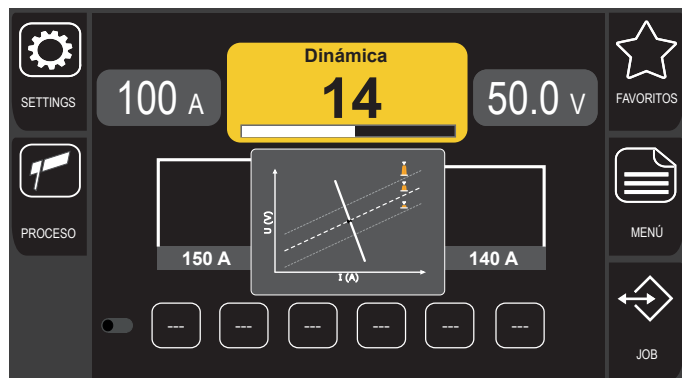 SETTINGS
PROCESO
100 A
Dinámica
14
50.0 V
U (V)
I (A)
150 A
140 A
---
---
---
---
---
---
FAVORITOS
MENÚ
JOB